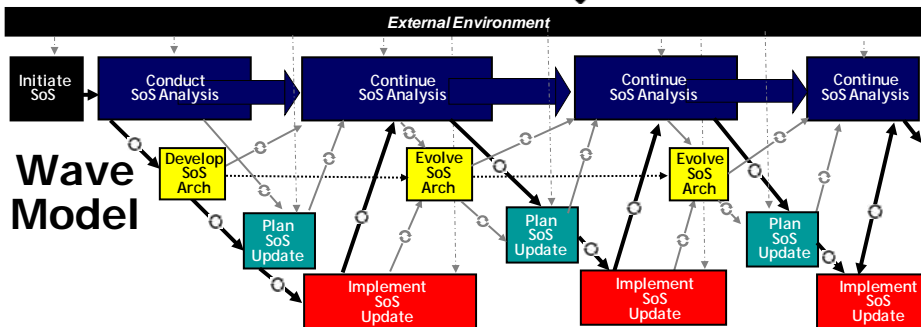 External Environment
Initiate
SoS
Conduct
SoS Analysis
Continue
SoS Analysis
Continue
SoS Analysis
Continue
SoS Analysis
Wave
Model
Develop
SoS
Arch
Evolve
SoS
Arch
Evolve
SoS
Arch
Plan
SoS
Update
Plan
SoS
Update
Plan
SoS
Update
Implement
SoS
Update
Implement
SoS
Update
Implement
SoS
Update